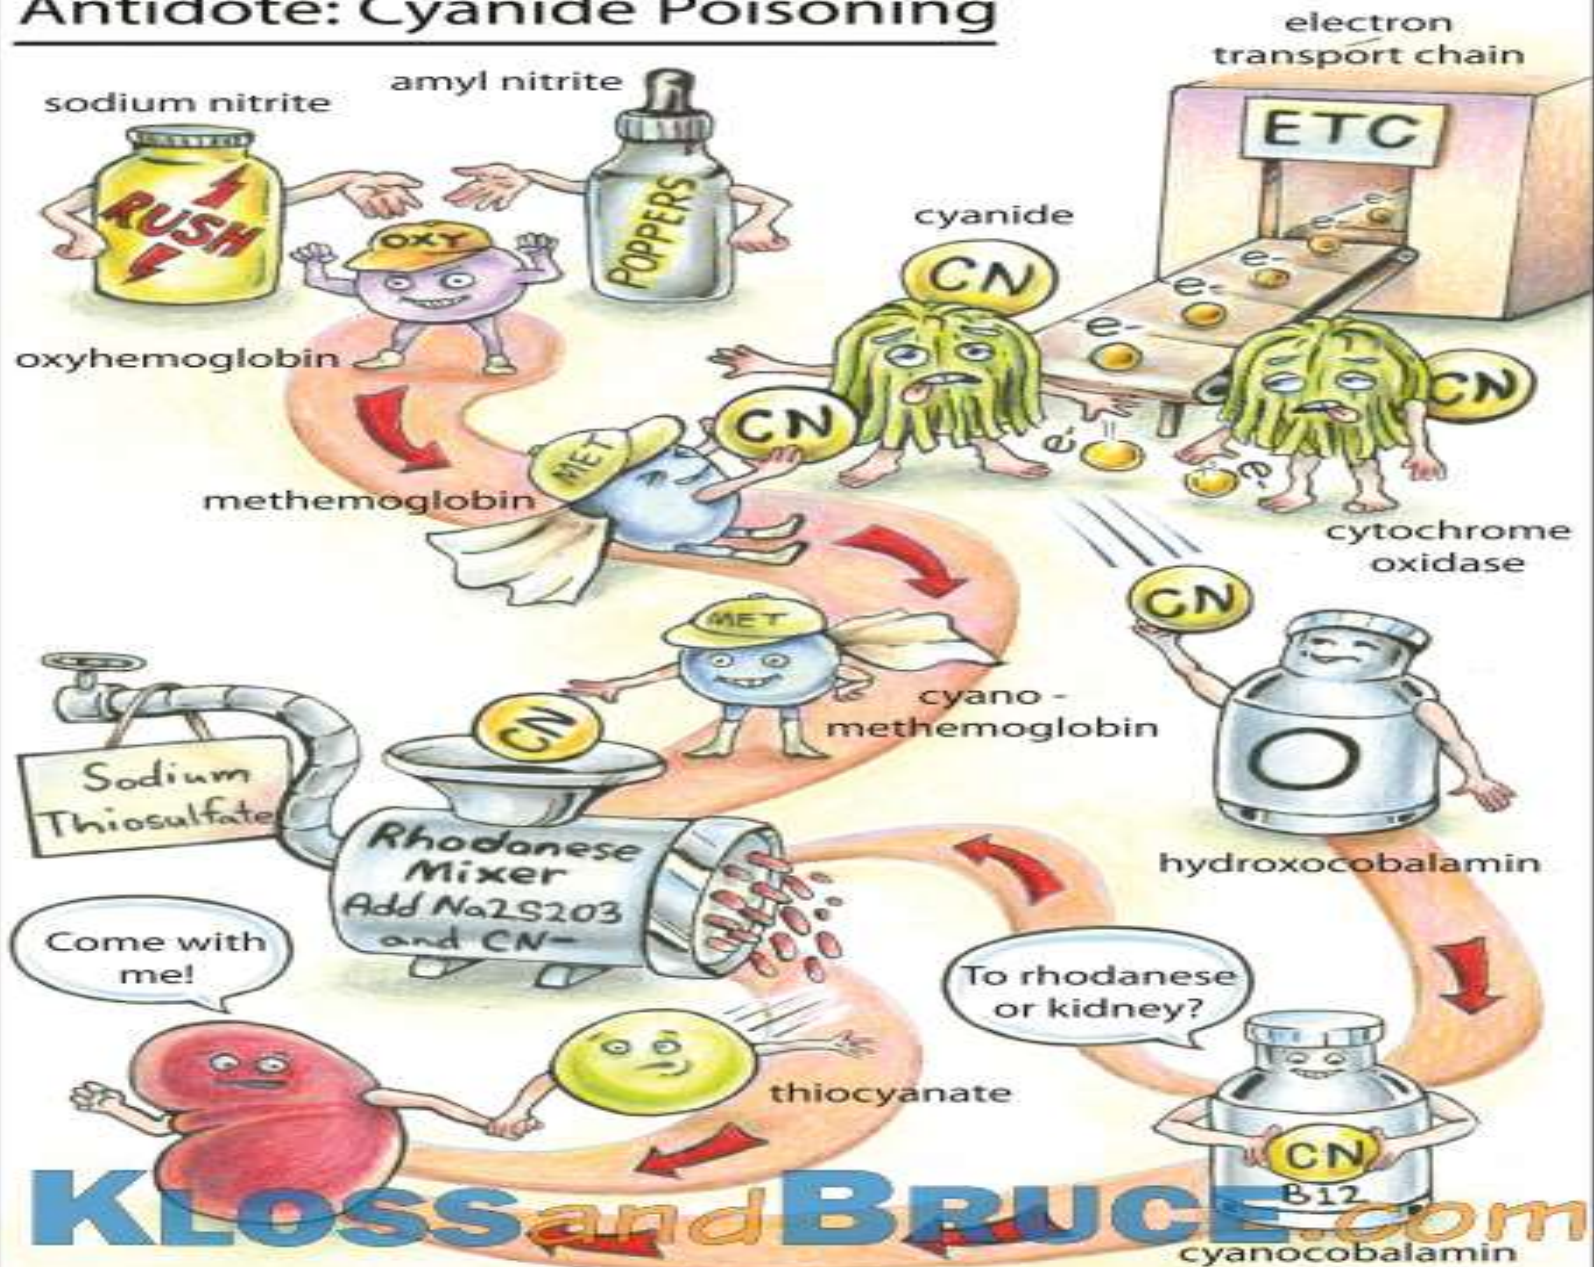 Antidote: Cyanide Poisoning
electron
transport chain
amyl nitrite
sodium nitrite
ETC
e-
e-
e-
e-
e-
RUSH
POPPERS
OXY
cyanide
CN
oxyhemoglobin
CN
CN
MET
e-
e-
methemoglobin
cytochrome
oxidase
CN
MET
cyano -
methemoglobin
CN
Sodium
Thiosulfate
O
Rhodanese
Mixer
Add Na2S2O3
and CN-
hydroxocobalamin
Come with
me!
To rhodanese
or kidney?
thiocyanate
CN
B12
KLOSSandBRUCE.com
cyanocobalamin